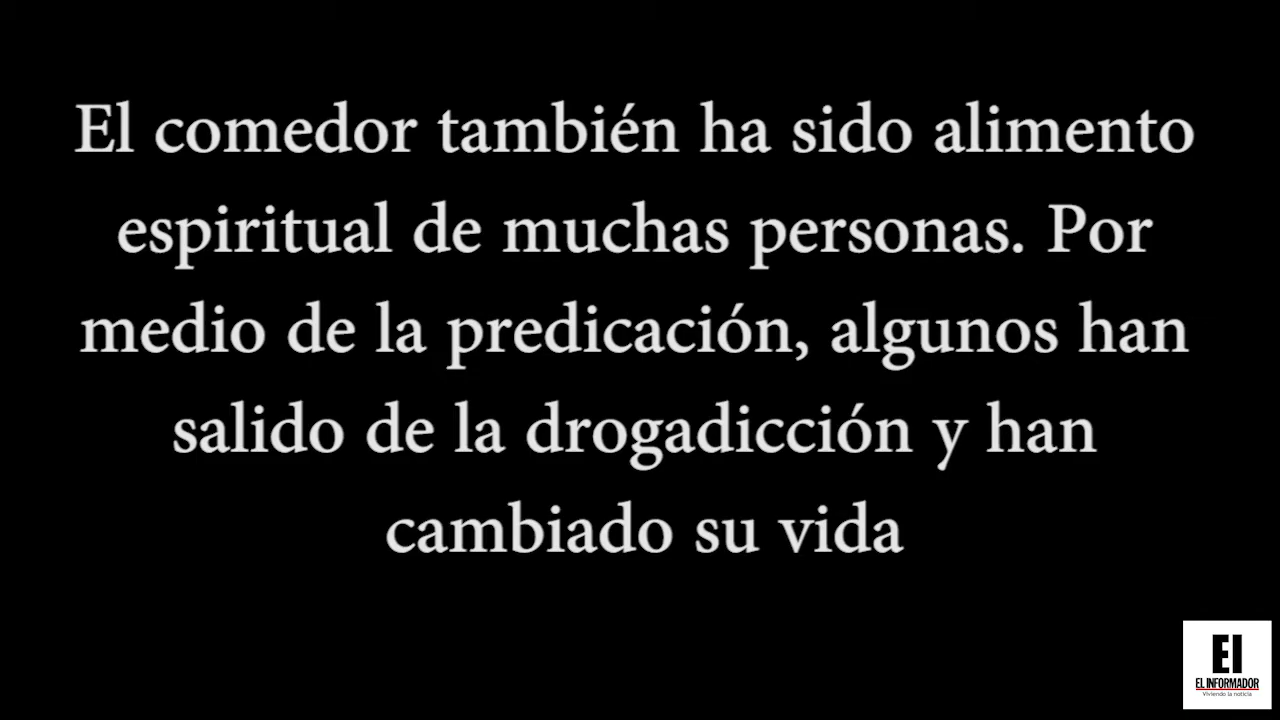 El comedor también ha sido alimento
espiritual de muchas personas. Por
medio de la predicación, algunos han
salido de la drogadicción y han
cambiado su vida
EI
EL INFORMADOR
Viviendo la noticia